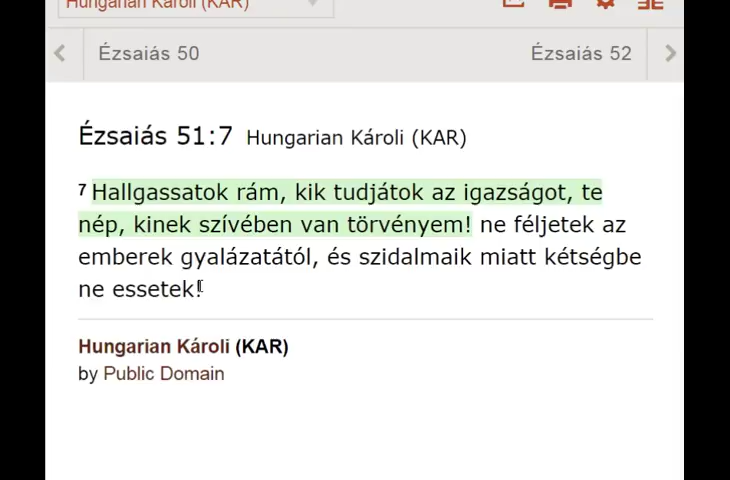 Hungarian Károli (KAR)
Ézsaiás 50
Ézsaiás 52
Ézsaiás 51:7 Hungarian Károli (KAR)
7 Hallgassatok rám, kik tudjátok az igazságot, te
nép, kinek szívében van törvényem! ne féljetek az
emberek gyalázatától, és szidalmaik miatt kétségbe
ne essetek!
Hungarian Károli (KAR)
by Public Domain